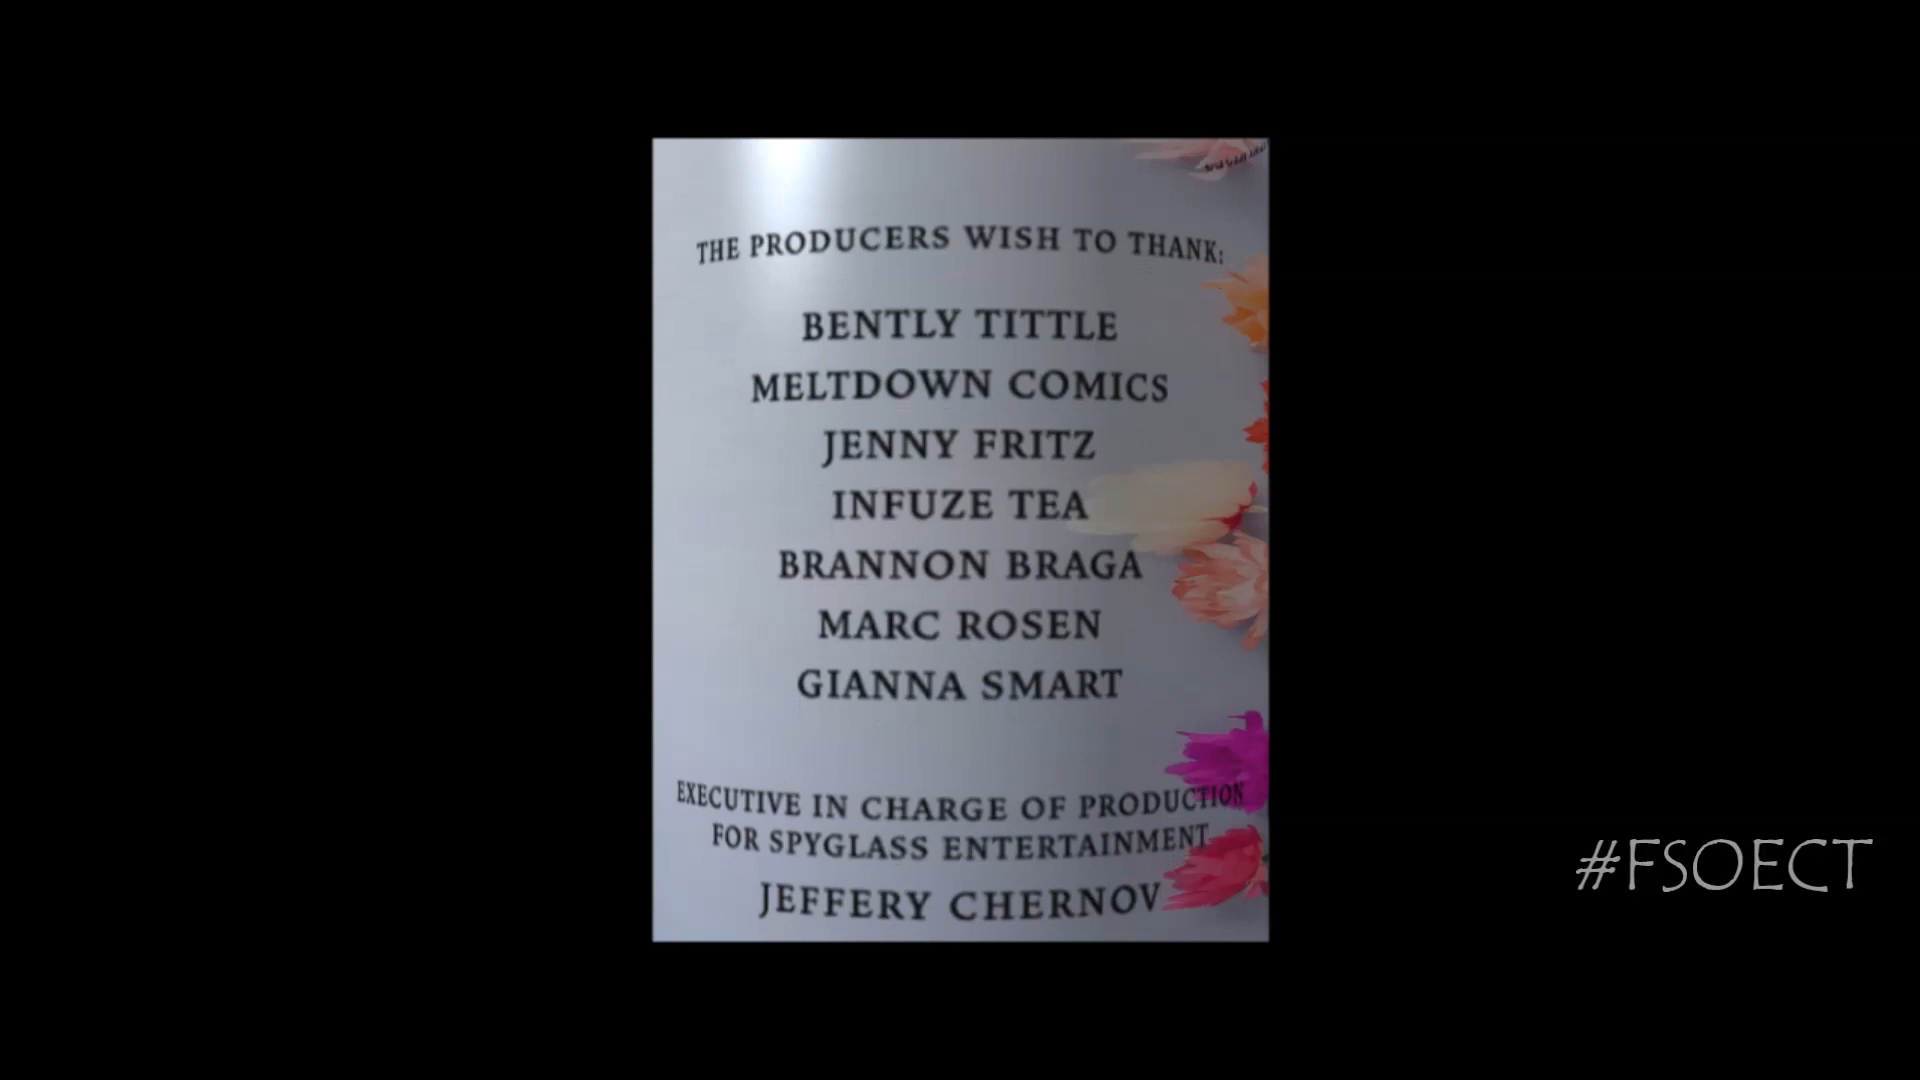 THE PRODUCERS WISH TO THANK:
BENTLY TITTLE
MELTDOWN COMICS
JENNY FRITZ
INFUZE TEA
BRANNON BRAGA
MARC ROSEN
GIANNA SMART
EXECUTIVE IN CHARGE OF PRODUCTION
FOR SPYGLASS ENTERTAINMENT
JEFFERY CHERNOV
#FSOECT